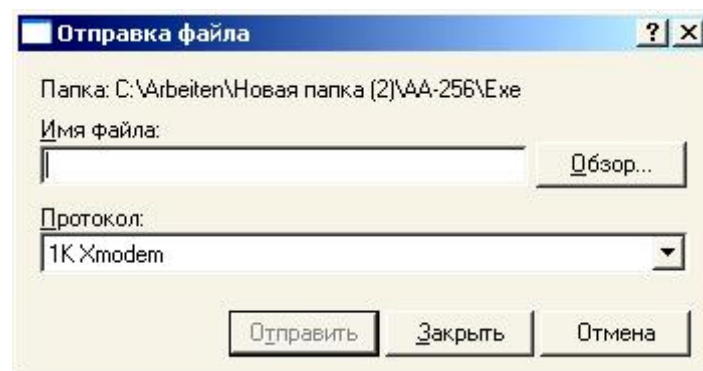 Отправка файла
Папка: C:\Arbeiten\Новая папка (2)\AA-256\Exe
Имя файла:
Обзор...
Протокол:
1K Xmodem
Отправить Закрыть Отмена